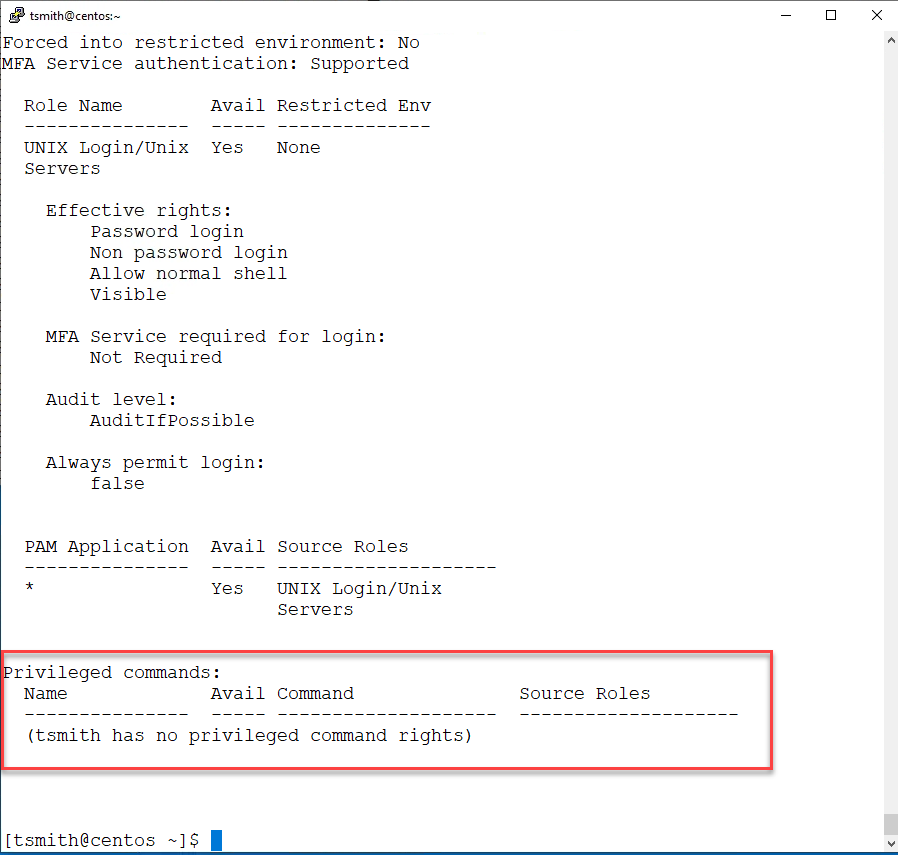 tsmith@centos:~
Forced into restricted environment: No
MFA Service authentication: Supported
Role Name Avail Restricted Env
--------------- ----- --------------
UNIX Login/Unix Yes None
Servers
Effective rights:
Password login
Non password login
Allow normal shell
Visible
MFA Service required for login:
Not Required
Audit level:
AuditIfPossible
Always permit login:
false
PAM Application Avail Source Roles
--------------- ----- --------------------
* Yes UNIX Login/Unix
Servers
Privileged commands:
Name Avail Command Source Roles
--------------- ----- -------------------- --------------------
(tsmith has no privileged command rights)
[tsmith@centos ~]$